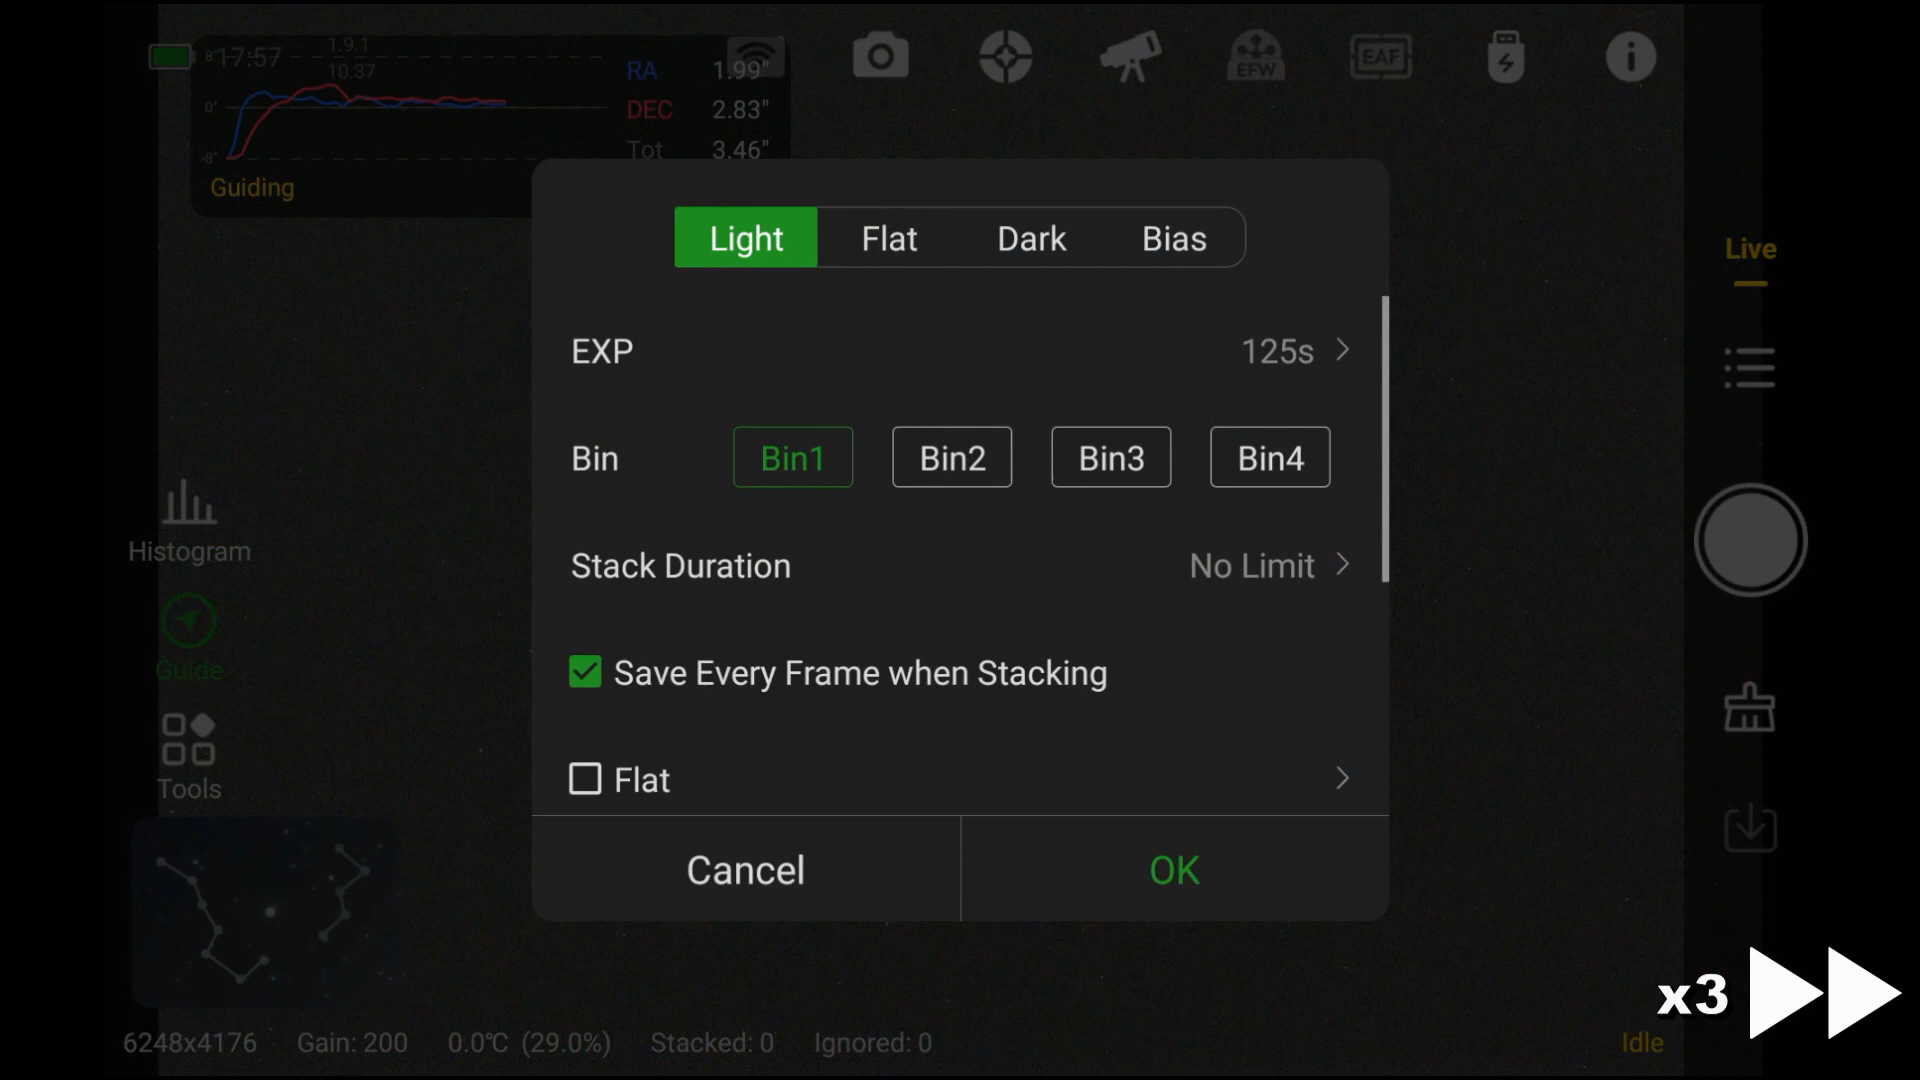 17:57
8"
1.9.1
10.37
0"
-8"
RA 1.99"
DEC 2.83"
Tot 3.46"
Guiding
EFW
EAF
Light Flat Dark Bias
EXP 125s
Bin Bin1 Bin2 Bin3 Bin4
Stack Duration No Limit
Save Every Frame when Stacking
Flat
Cancel OK
Histogram
Guide
Tools
Live
x3
6248x4176 Gain: 200 0.0℃ (29.0%) Stacked: 0 Ignored: 0 Idle